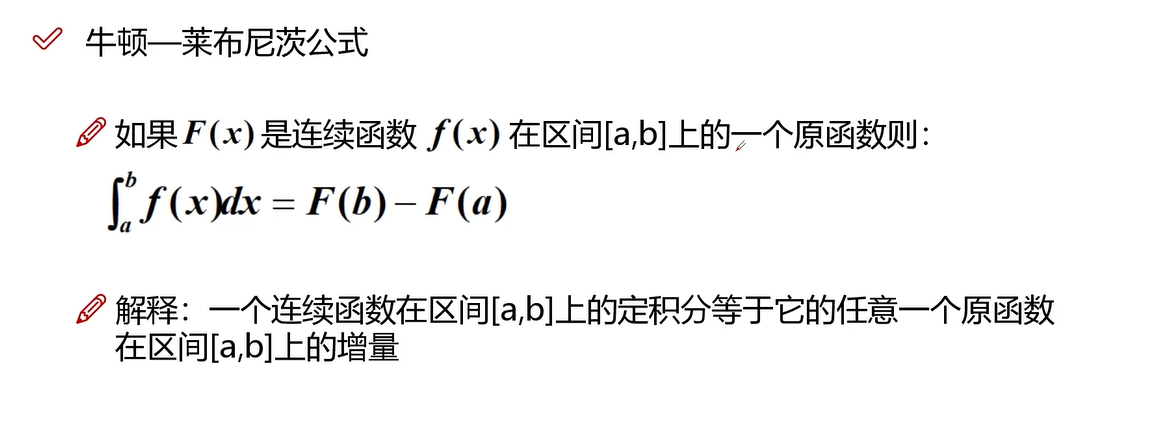 牛顿—莱布尼茨公式
如果F(x)是连续函数 f(x) 在区间[a,b]上的一个原函数则：
∫_a^b f(x)dx = F(b) − F(a)
解释：一个连续函数在区间[a,b]上的定积分等于它的任意一个原函数
在区间[a,b]上的增量